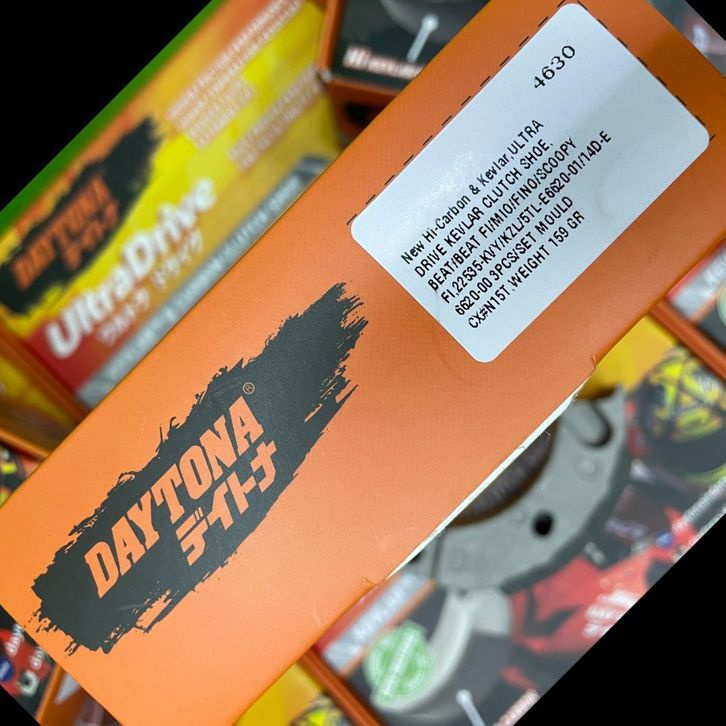 4630
New Hi-Carbon & Kevlar,ULTRA
DRIVE KEVLAR CLUTCH SHOE,
BEAT/BEAT FI/M10/FINO/SCOOPY
FI,22535-KVY/KZL/5TL-E6620-01/14D-E
6620-00 3PCS/SET MOULD
CX#N15T.WEIGHT 159 GR
DAYTONA®
デイトナ
DAYTONA
デイトナ
UltraDrive
ウルトラ ドライブ